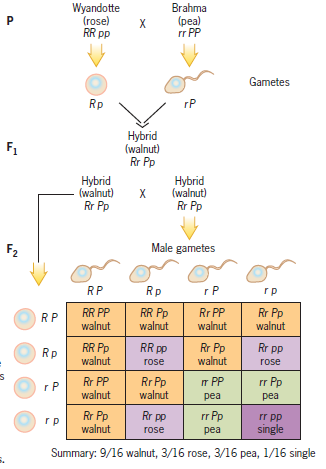 P
Wyandotte
(rose)
RR pp
X
Brahma
(pea)
rr PP
Gametes
R p
r P
F1
Hybrid
(walnut)
Rr Pp
Hybrid
(walnut)
Rr Pp
X
Hybrid
(walnut)
Rr Pp
F2
Male gametes
R P
R p
r P
r p
R P
RR PP
walnut
RR Pp
walnut
Rr PP
walnut
Rr Pp
walnut
R p
RR Pp
walnut
RR pp
rose
Rr Pp
walnut
Rr pp
rose
r P
Rr PP
walnut
Rr Pp
walnut
rr PP
pea
rr Pp
pea
r p
Rr Pp
walnut
Rr pp
rose
rr Pp
pea
rr pp
single
Summary: 9/16 walnut, 3/16 rose, 3/16 pea, 1/16 single